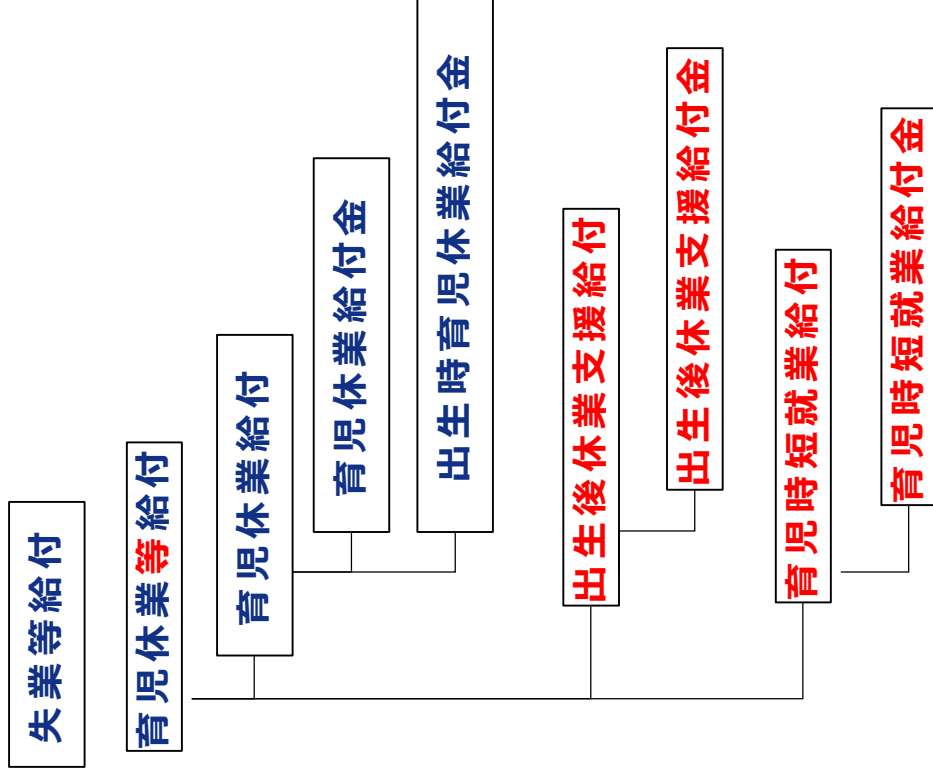 失業等給付
育児休業等給付
育児休業給付
育児休業給付金
出生時育児休業給付金
出生後休業支援給付
出生後休業支援給付金
育児時短就業給付
育児時短就業給付金